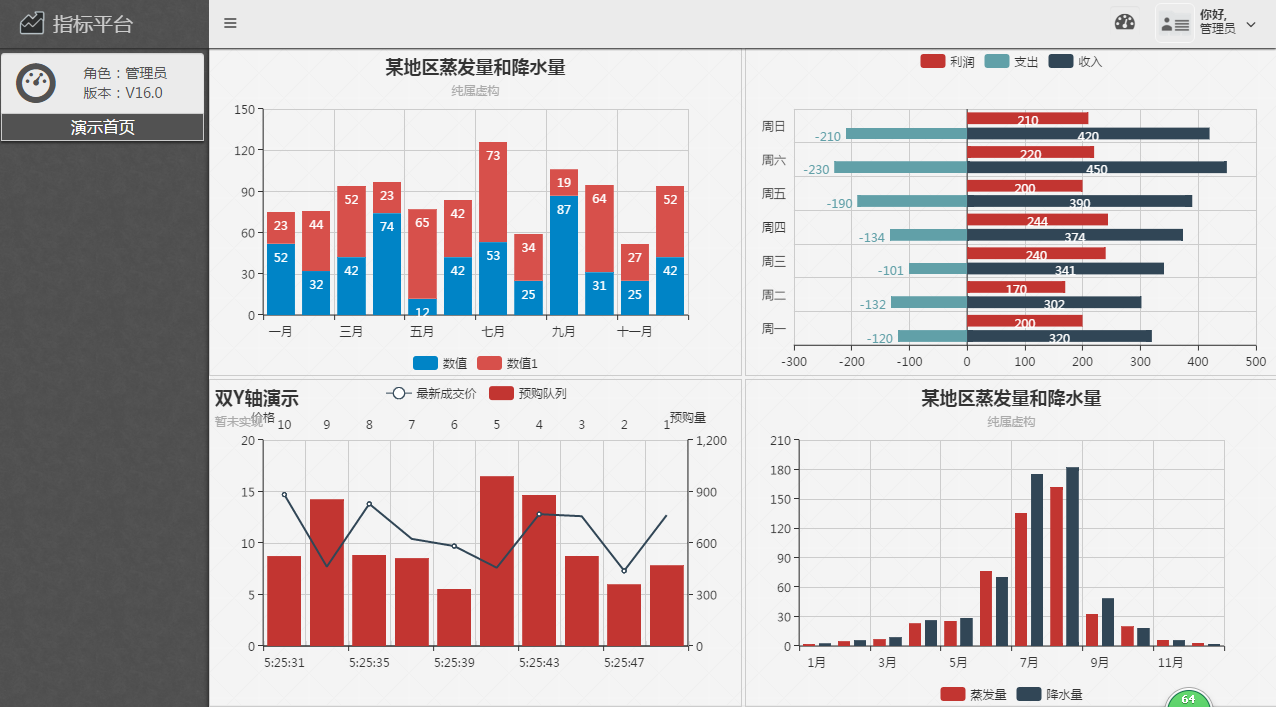 指标平台
你好,
管理员
角色：管理员
版本：V16.0
演示首页
某地区蒸发量和降水量
纯属虚构
150
120
90
60
30
0
23 44 52 23 65 42 73 34 19 64 27 52
52 32 42 74 12 42 53 25 87 31 25 42
一月 三月 五月 七月 九月 十一月
数值 数值1
利润 支出 收入
周日 -210 210 420
周六 -230 220 450
周五 -190 200 390
周四 -134 244 374
周三 -101 240 341
周二 -132 170 302
周一 -120 200 320
-300 -200 -100 0 100 200 300 400 500
双Y轴演示
最新成交价 预购队列
暂未实现
价格 预购量
10 9 8 7 6 5 4 3 2 1
20 1,200
15 900
10 600
5 300
0 0
5:25:31 5:25:35 5:25:39 5:25:43 5:25:47
某地区蒸发量和降水量
纯属虚构
210
180
150
120
90
60
30
0
1月 3月 5月 7月 9月 11月
蒸发量 降水量
64